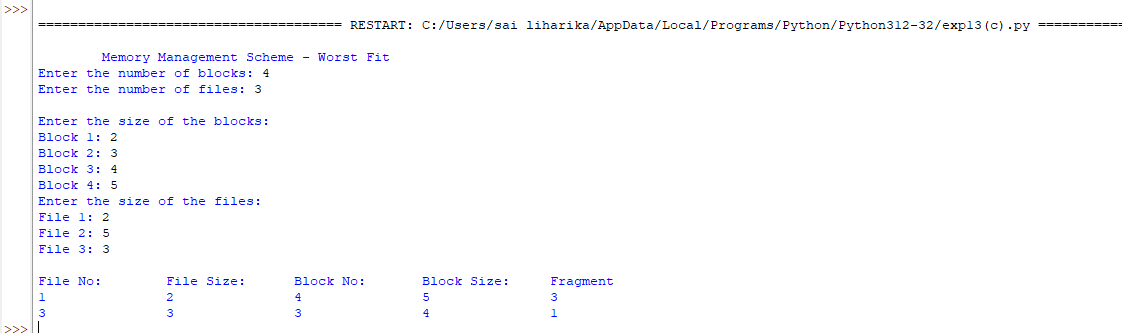 >>>
===================================== RESTART: C:/Users/sai liharika/AppData/Local/Programs/Python/Python312-32/exp13(c).py ===========
Memory Management Scheme - Worst Fit
Enter the number of blocks: 4
Enter the number of files: 3
Enter the size of the blocks:
Block 1: 2
Block 2: 3
Block 3: 4
Block 4: 5
Enter the size of the files:
File 1: 2
File 2: 5
File 3: 3
File No: File Size: Block No: Block Size: Fragment
1 2 4 5 3
3 3 3 4 1
>>>